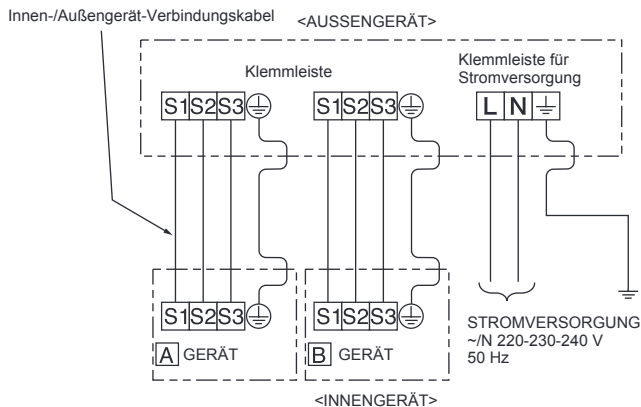 Innen-/Außengerät-Verbindungskabel
<AUSSENGERÄT>
Klemmleiste
Klemmleiste für
Stromversorgung
S1 S2 S3
S1 S2 S3
L N
S1 S2 S3
S1 S2 S3
A GERÄT
B GERÄT
STROMVERSORGUNG
~/N 220-230-240 V
50 Hz
<INNENGERÄT>